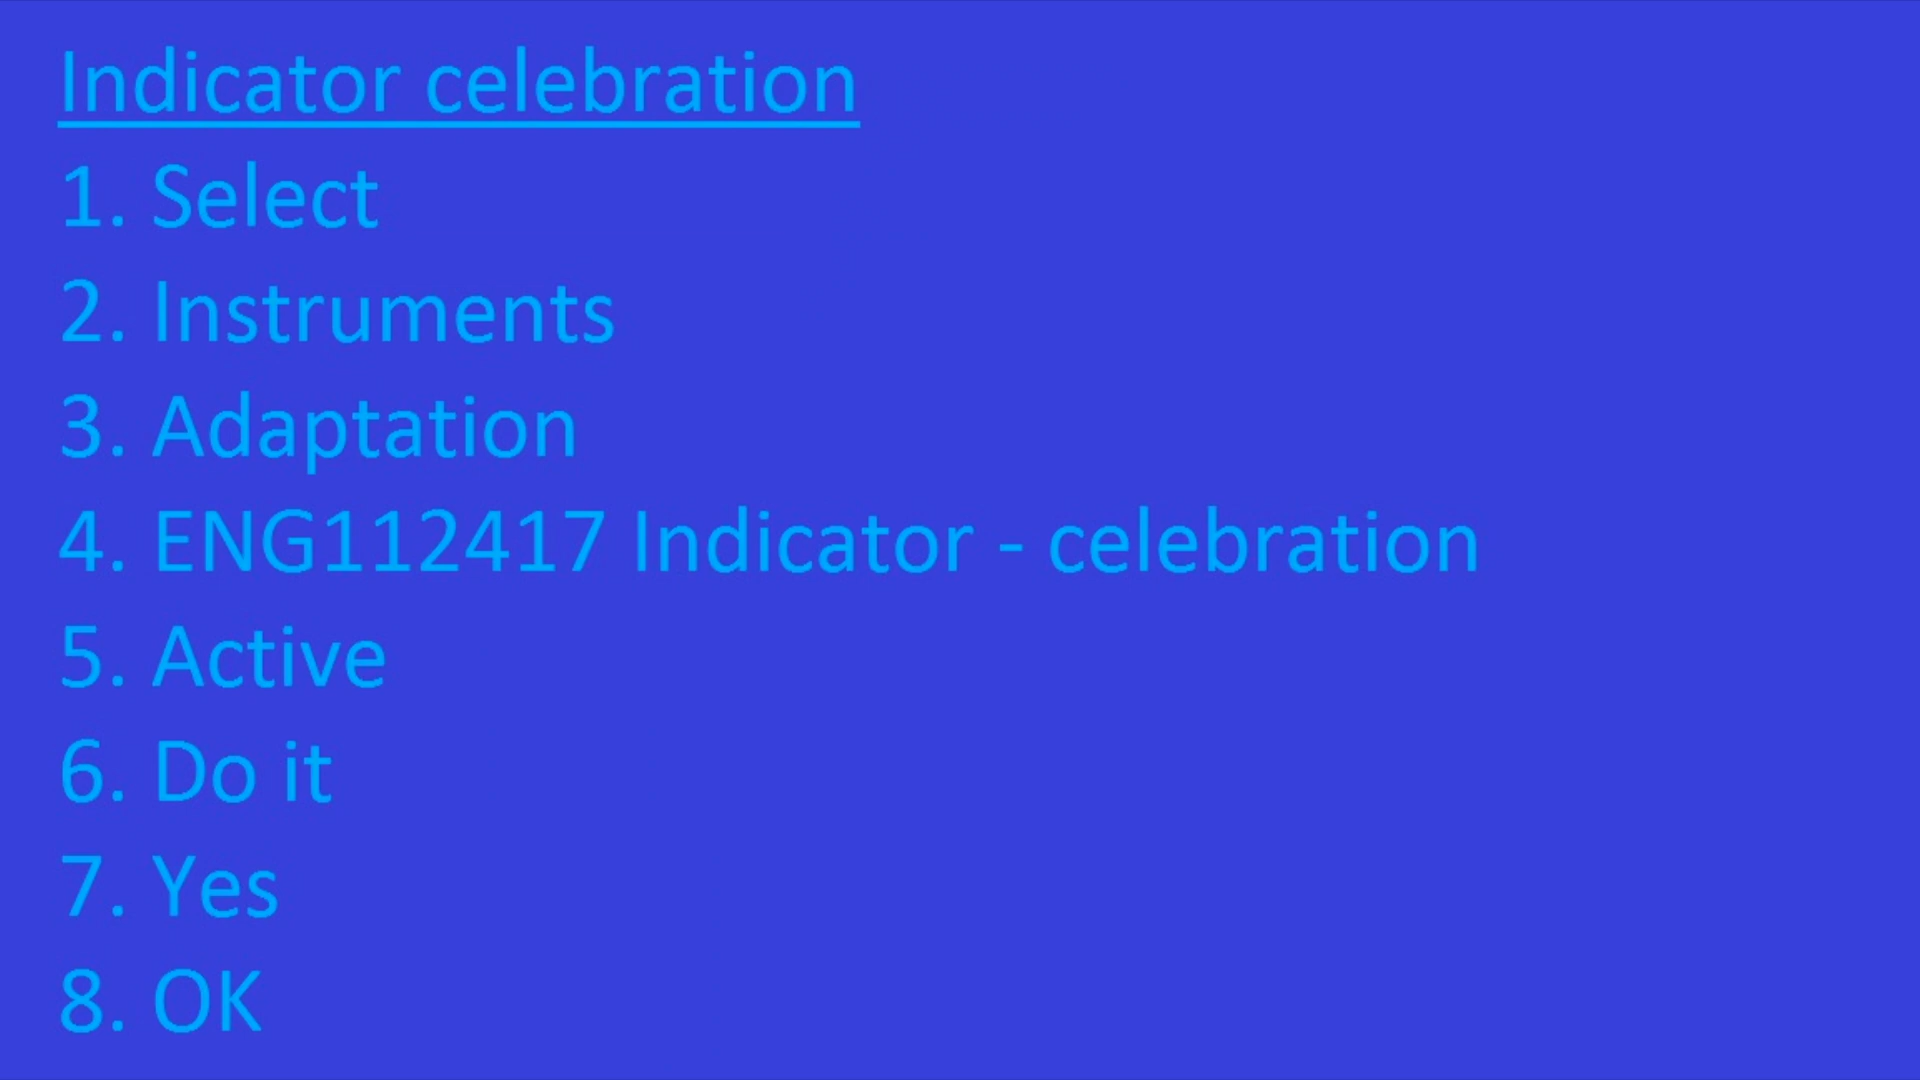 Indicator celebration
1. Select
2. Instruments
3. Adaptation
4. ENG112417 Indicator - celebration
5. Active
6. Do it
7. Yes
8. OK